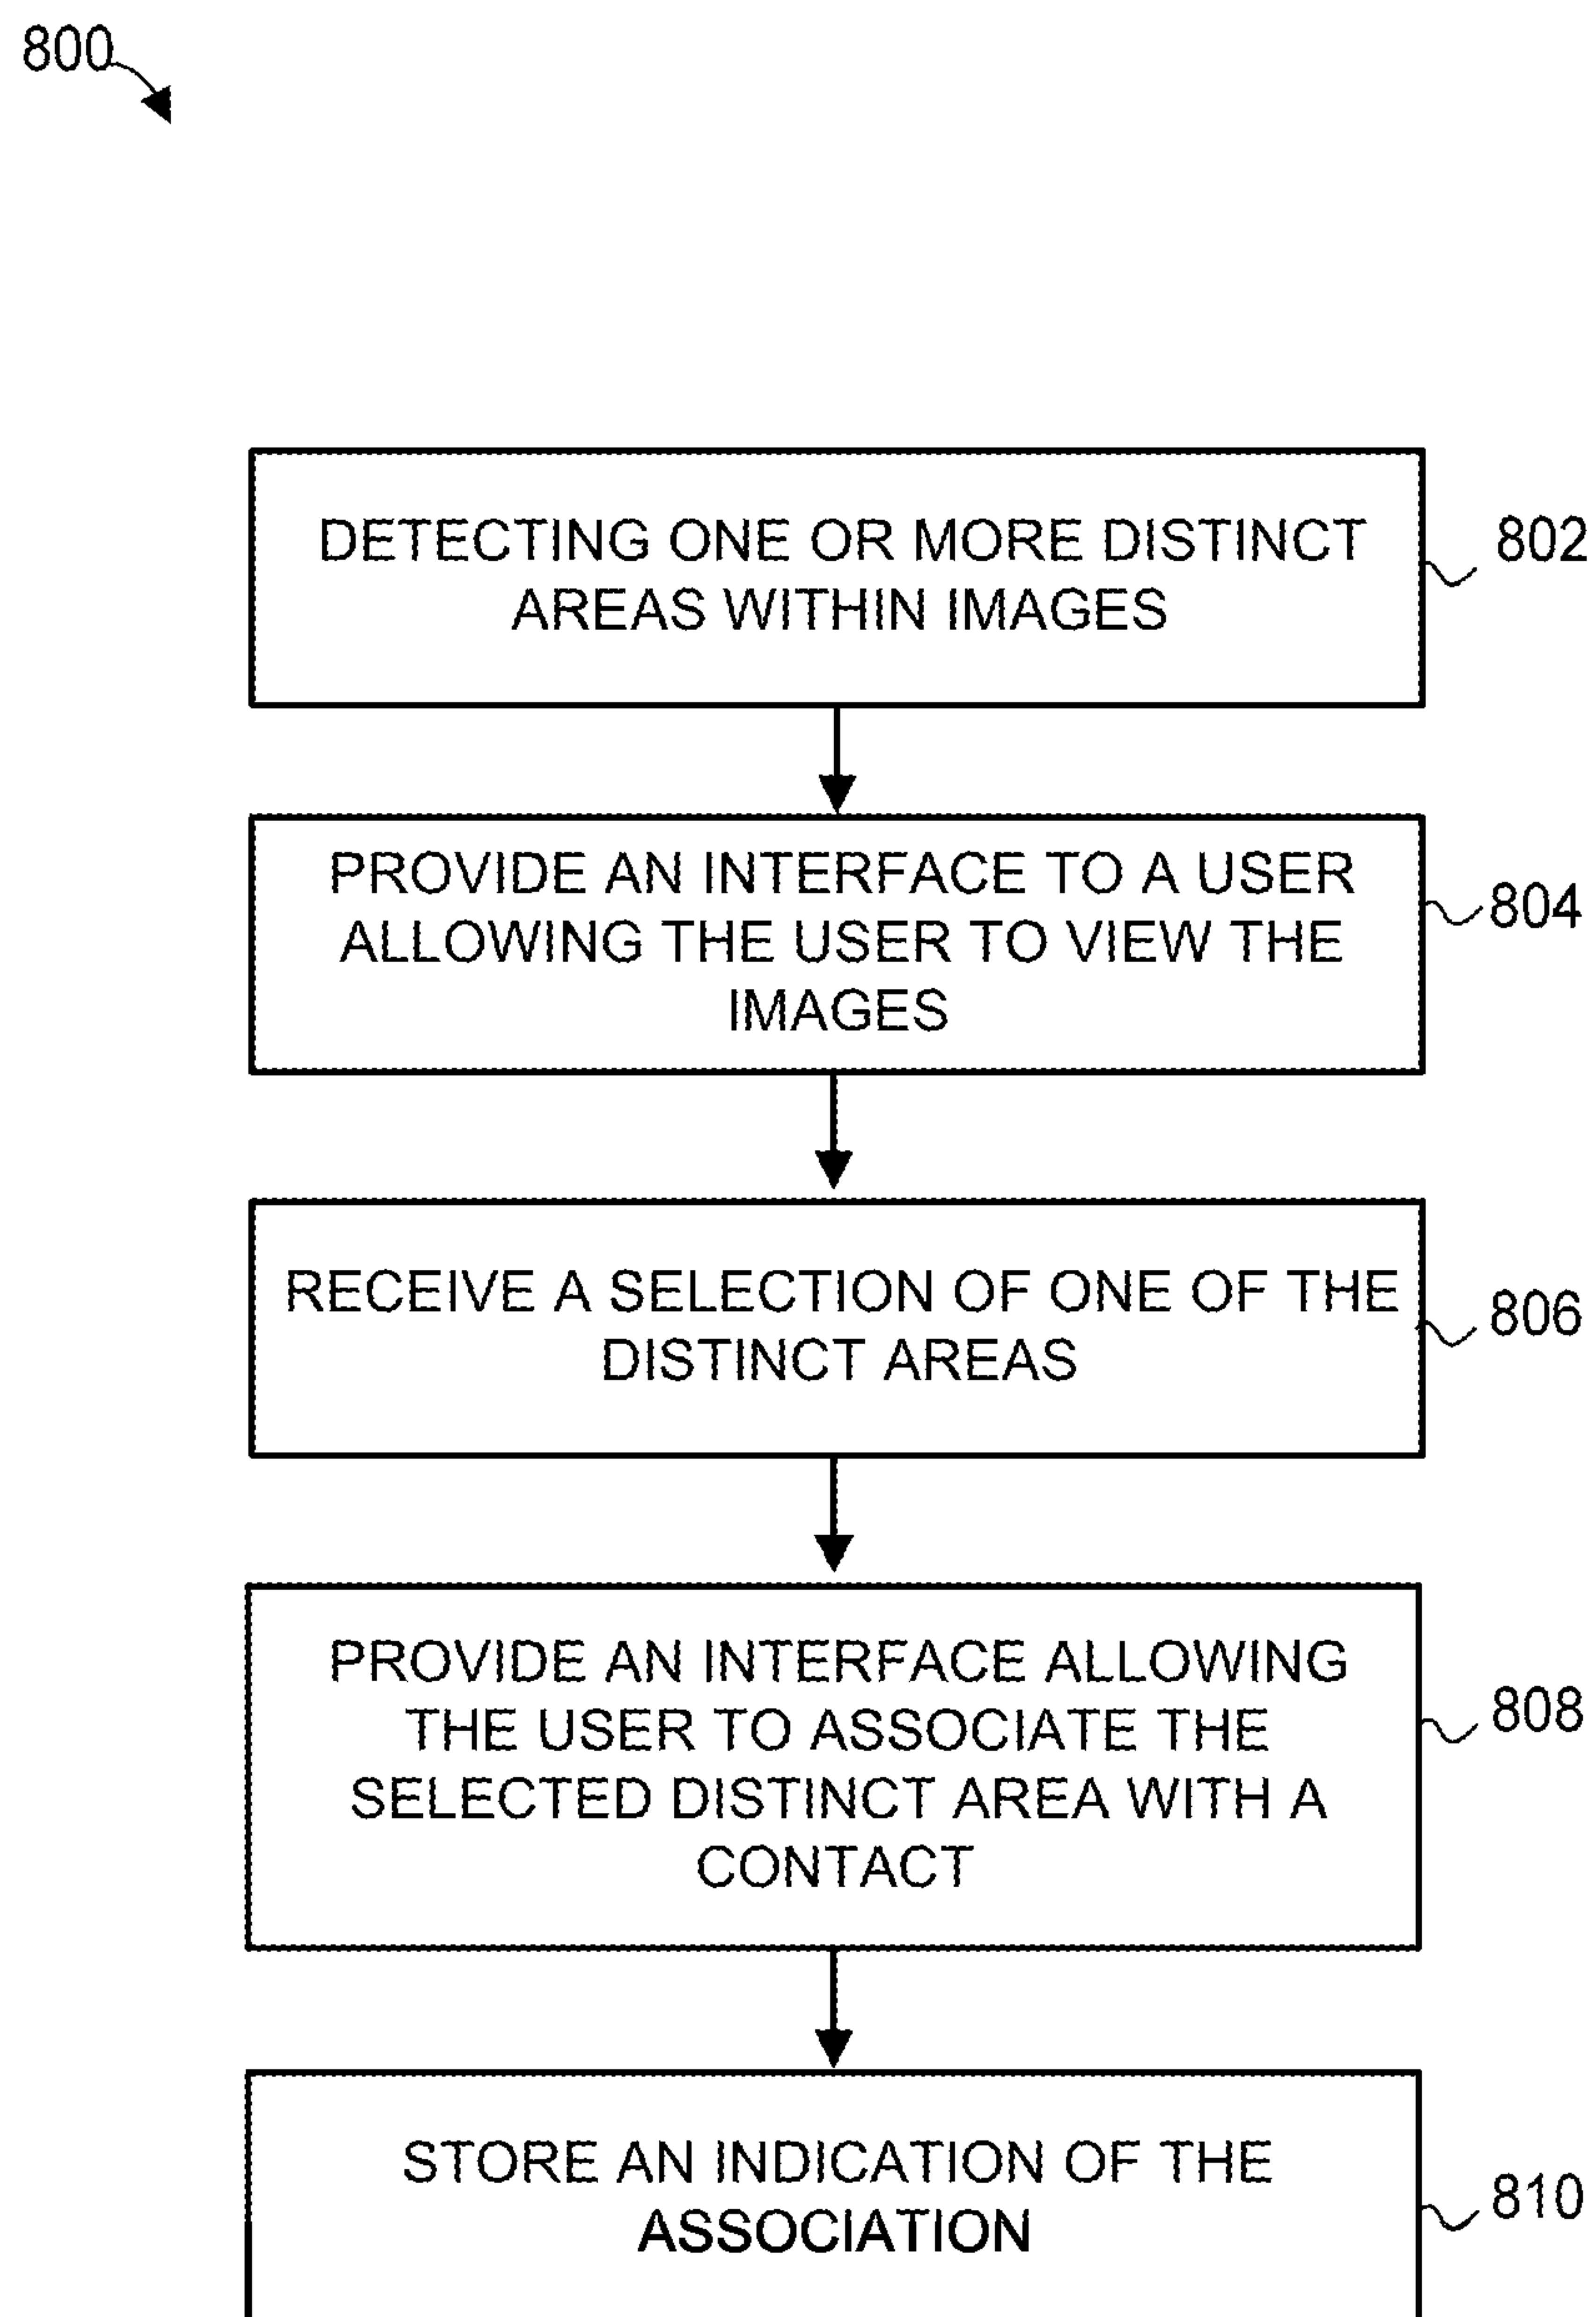 800
DETECTING ONE OR MORE DISTINCT
AREAS WITHIN IMAGES
802
PROVIDE AN INTERFACE TO A USER
ALLOWING THE USER TO VIEW THE
IMAGES
804
RECEIVE A SELECTION OF ONE OF THE
DISTINCT AREAS
806
PROVIDE AN INTERFACE ALLOWING
THE USER TO ASSOCIATE THE
SELECTED DISTINCT AREA WITH A
CONTACT
808
STORE AN INDICATION OF THE
ASSOCIATION
810